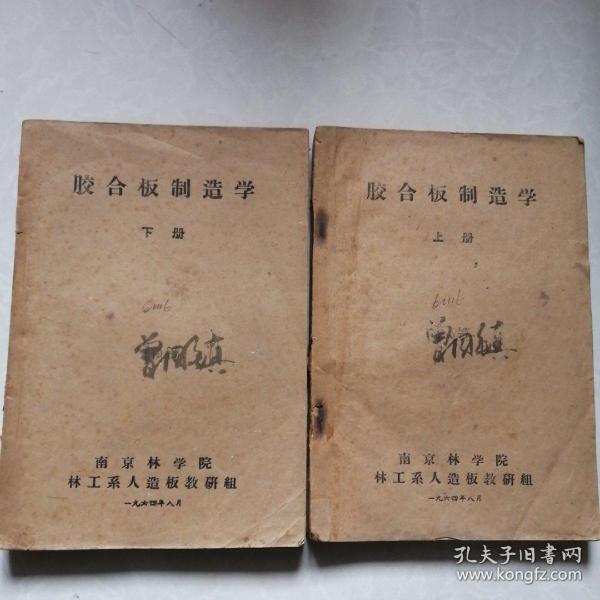 胶合板制造学
下册
6m6
南京林学院
林工系人造板教研组
一九六四年八月
胶合板制造学
上册
南京林学院
林工系人造板教研组
一九六四年八月
孔夫子旧书网
www.kongfz.com